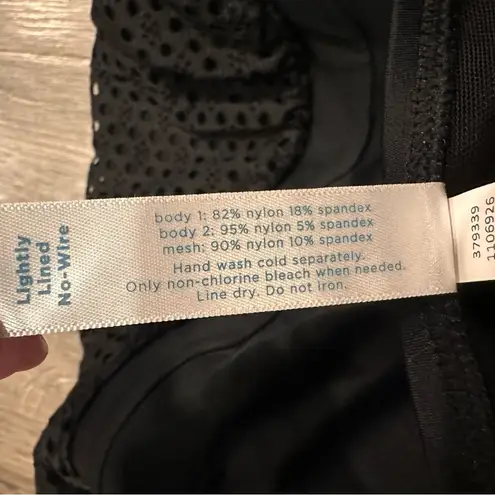 Lightly
Lined
No-Wire
body 1: 82% nylon 18% spandex
body 2: 95% nylon 5% spandex
mesh: 90% nylon 10% spandex
Hand wash cold separately.
Only non-chlorine bleach when needed.
Line dry. Do not iron.
379339
1106926